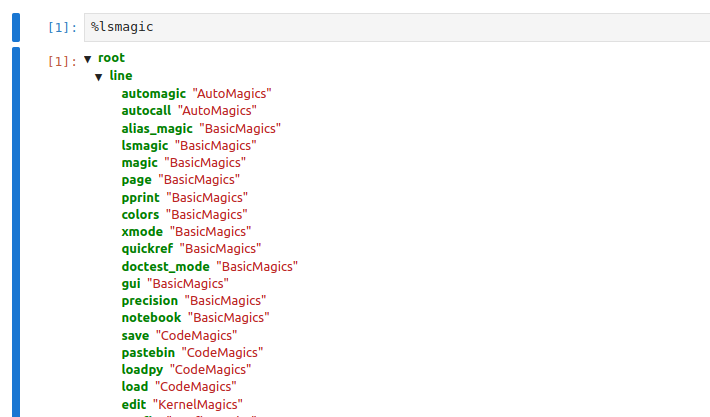 [1]: %lsmagic
[1]: ▼ root
▼ line
automagic "AutoMagics"
autocall "AutoMagics"
alias_magic "BasicMagics"
lsmagic "BasicMagics"
magic "BasicMagics"
page "BasicMagics"
pprint "BasicMagics"
colors "BasicMagics"
xmode "BasicMagics"
quickref "BasicMagics"
doctest_mode "BasicMagics"
gui "BasicMagics"
precision "BasicMagics"
notebook "BasicMagics"
save "CodeMagics"
pastebin "CodeMagics"
loadpy "CodeMagics"
load "CodeMagics"
edit "KernelMagics"